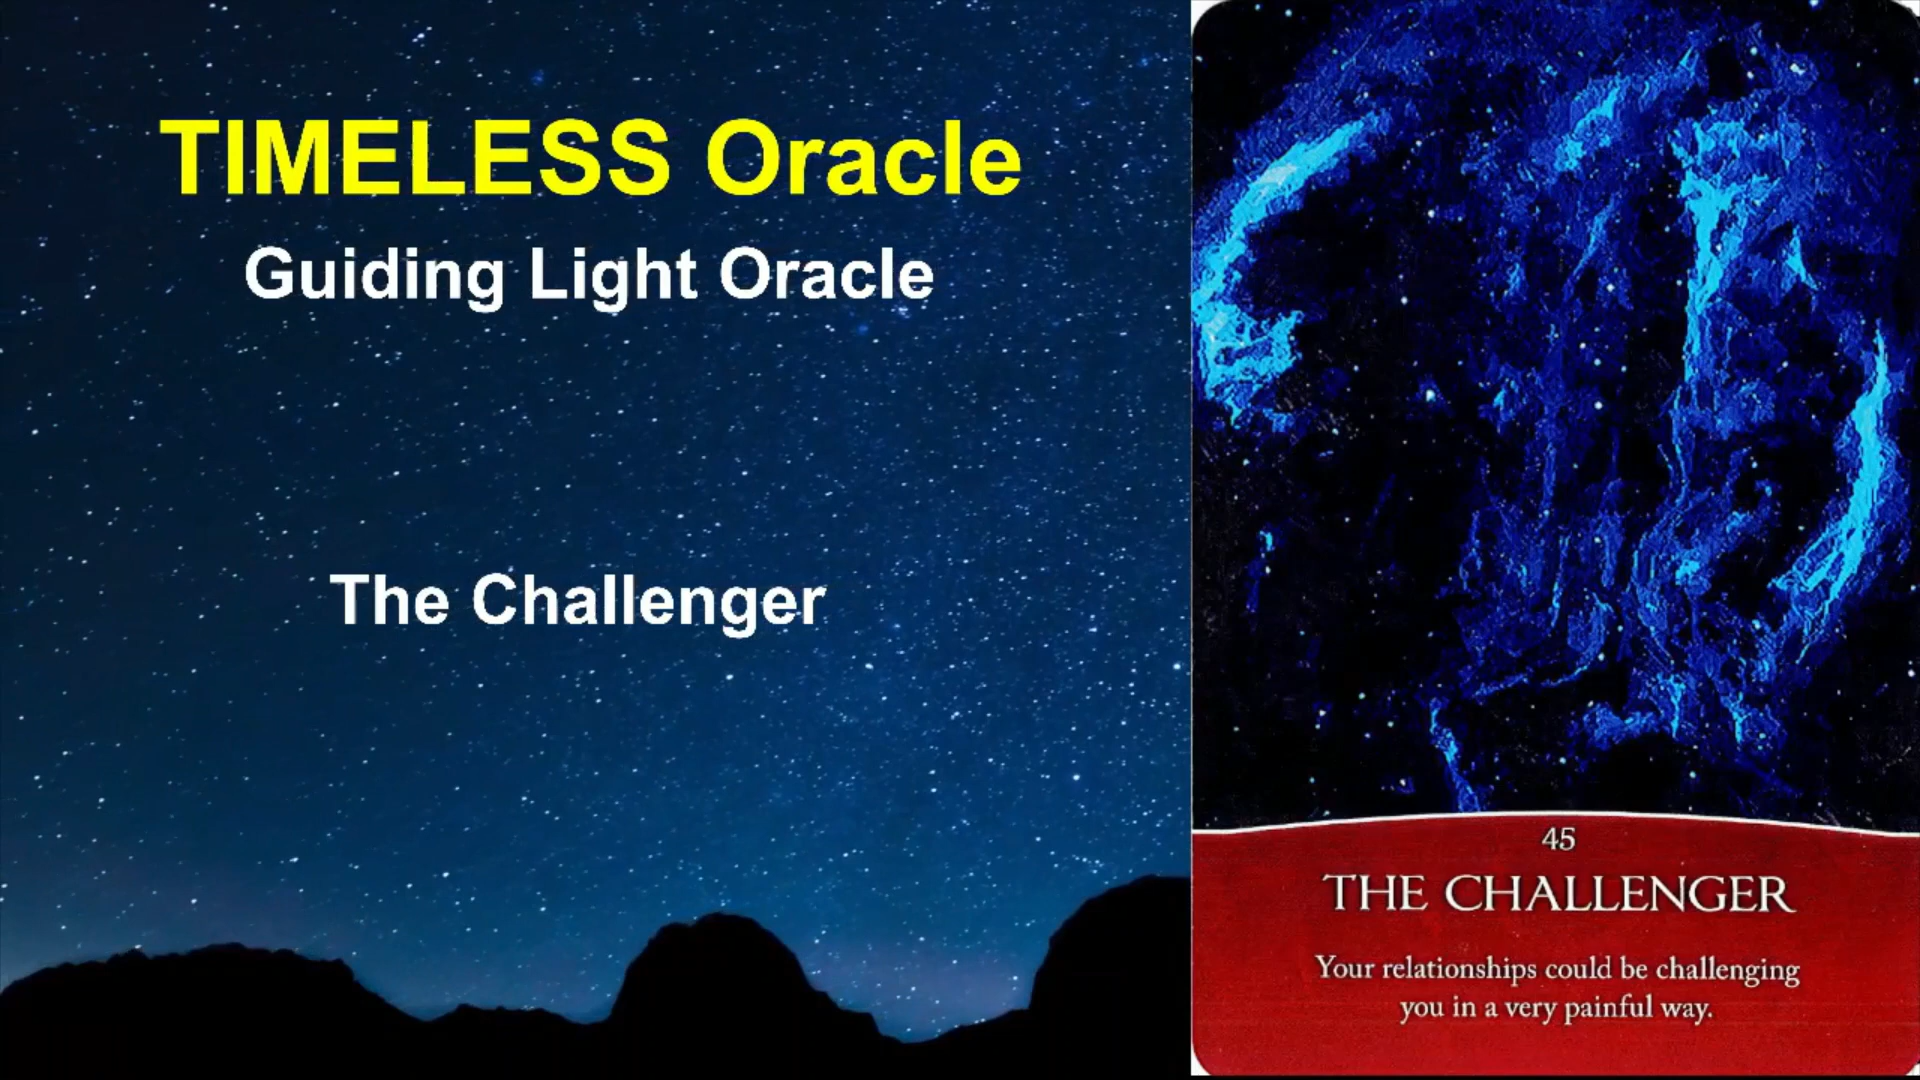 TIMELESS Oracle
Guiding Light Oracle
The Challenger
45
THE CHALLENGER
Your relationships could be challenging
you in a very painful way.